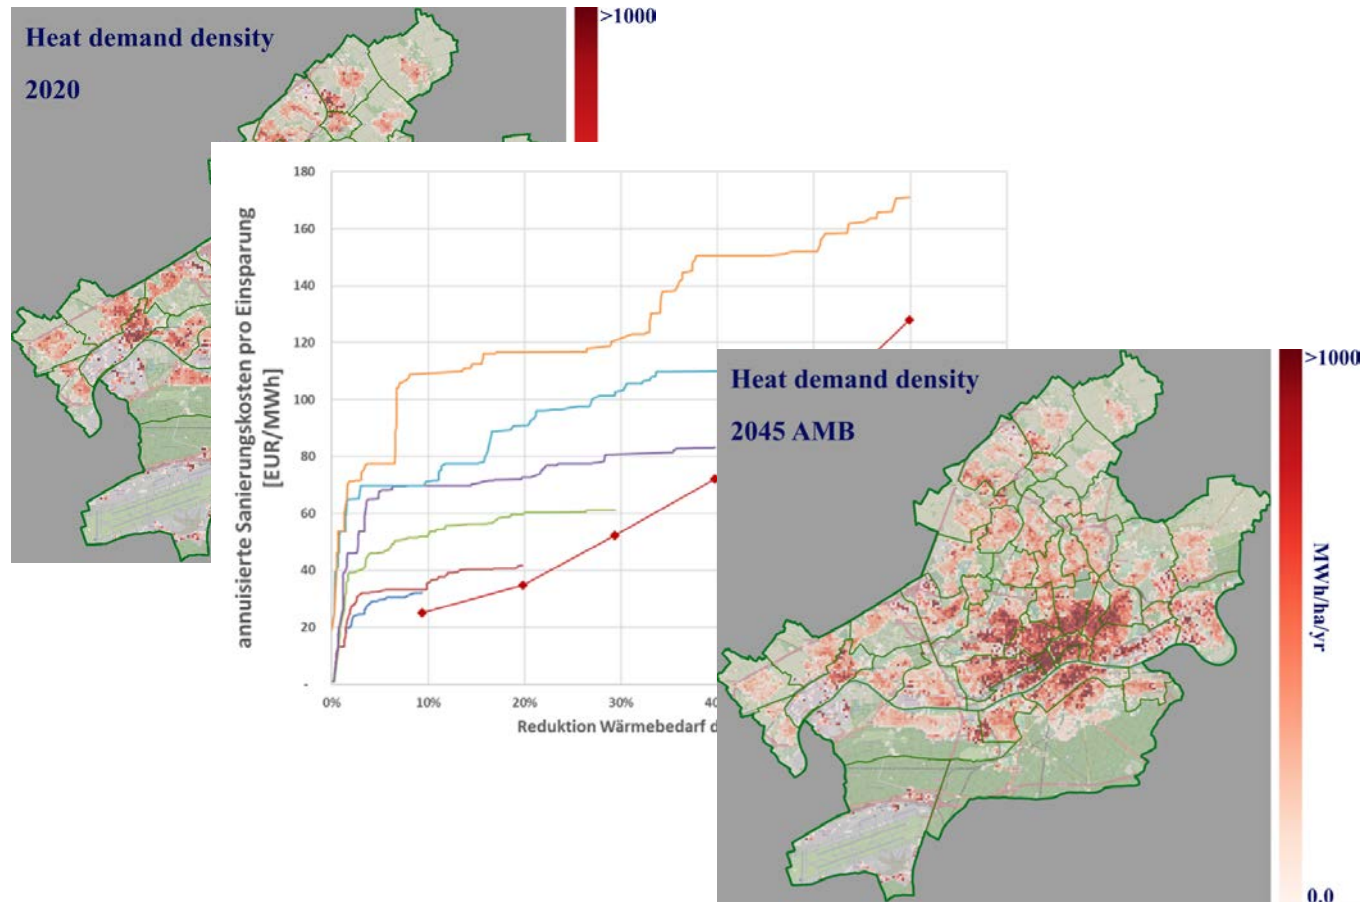 Heat demand density
2020
>1000
annuisierte Sanierungskosten pro Einsparung
[EUR/MWh]
180
160
140
120
100
80
60
40
20
-
0%
10%
20%
30%
Reduktion Wärmebedarf
Heat demand density
2045 AMB
>1000
MWh/ha/yr
0.0